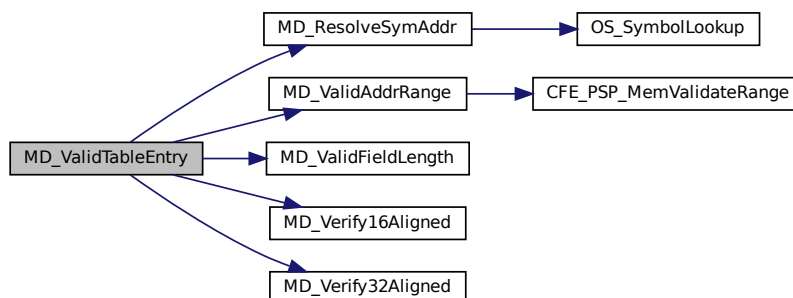 MD_ResolveSymAddr
OS_SymbolLookup
MD_ValidAddrRange
CFE_PSP_MemValidateRange
MD_ValidTableEntry
MD_ValidFieldLength
MD_Verify16Aligned
MD_Verify32Aligned